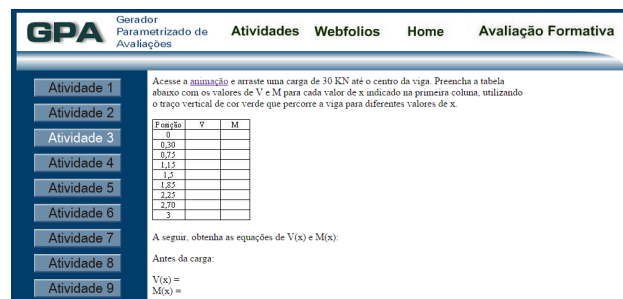 GPA
Gerador
Parametrizado de
Avaliações
Atividades Webfolios Home Avaliação Formativa
Atividade 1
Atividade 2
Atividade 3
Atividade 4
Atividade 5
Atividade 6
Atividade 7
Atividade 8
Atividade 9
Acesse a animação e arraste uma carga de 30 KN até o centro da viga. Preencha a tabela
abaixo com os valores de V e M para cada valor de x indicado na primeira coluna, utilizando
o traço vertical de cor verde que percorre a viga para diferentes valores de x.
Posição V M
0
0,30
0,75
1,15
1,5
1,85
2,25
2,70
3
A seguir, obtenha as equações de V(x) e M(x):
Antes da carga:
V(x) =
M(x) =